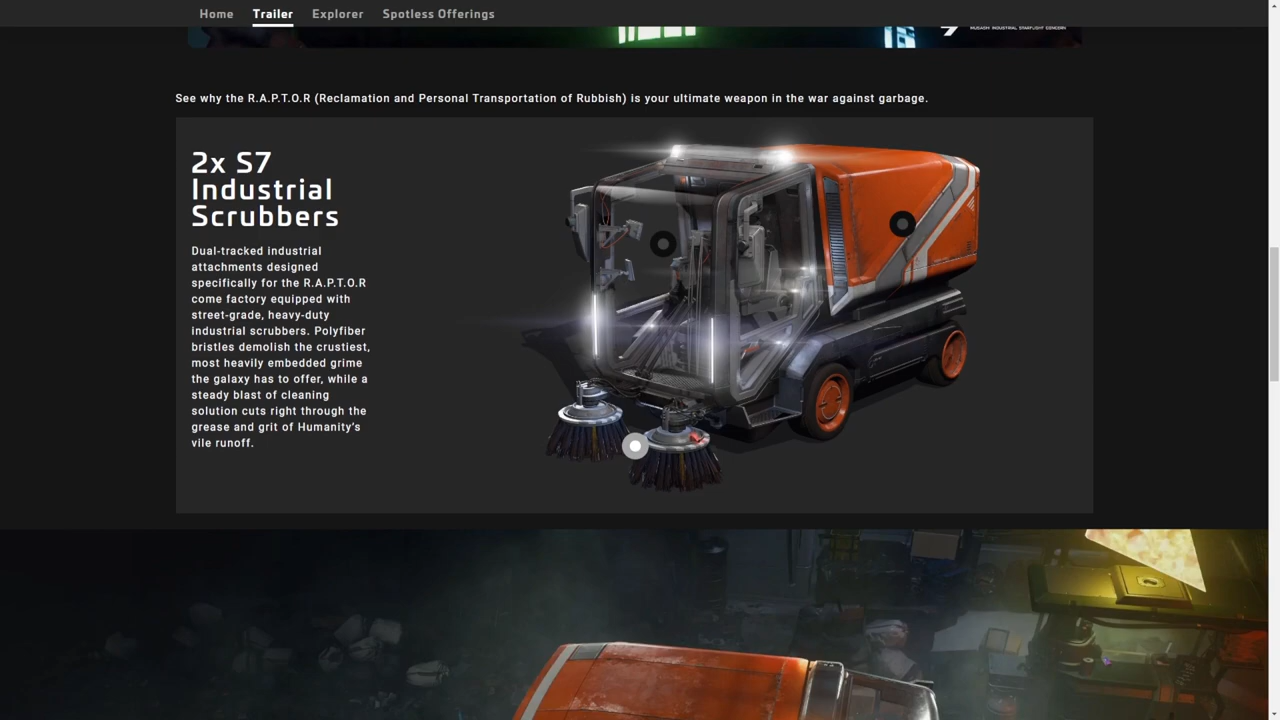 Home Trailer Explorer Spotless Offerings
MUSASHI INDUSTRIAL STARFLIGHT CONCERN
See why the R.A.P.T.O.R (Reclamation and Personal Transportation of Rubbish) is your ultimate weapon in the war against garbage.
2x S7
Industrial
Scrubbers
Dual-tracked industrial
attachments designed
specifically for the R.A.P.T.O.R
come factory equipped with
street-grade, heavy-duty
industrial scrubbers. Polyfiber
bristles demolish the crustiest,
most heavily embedded grime
the galaxy has to offer, while a
steady blast of cleaning
solution cuts right through the
grease and grit of Humanity's
vile runoff.